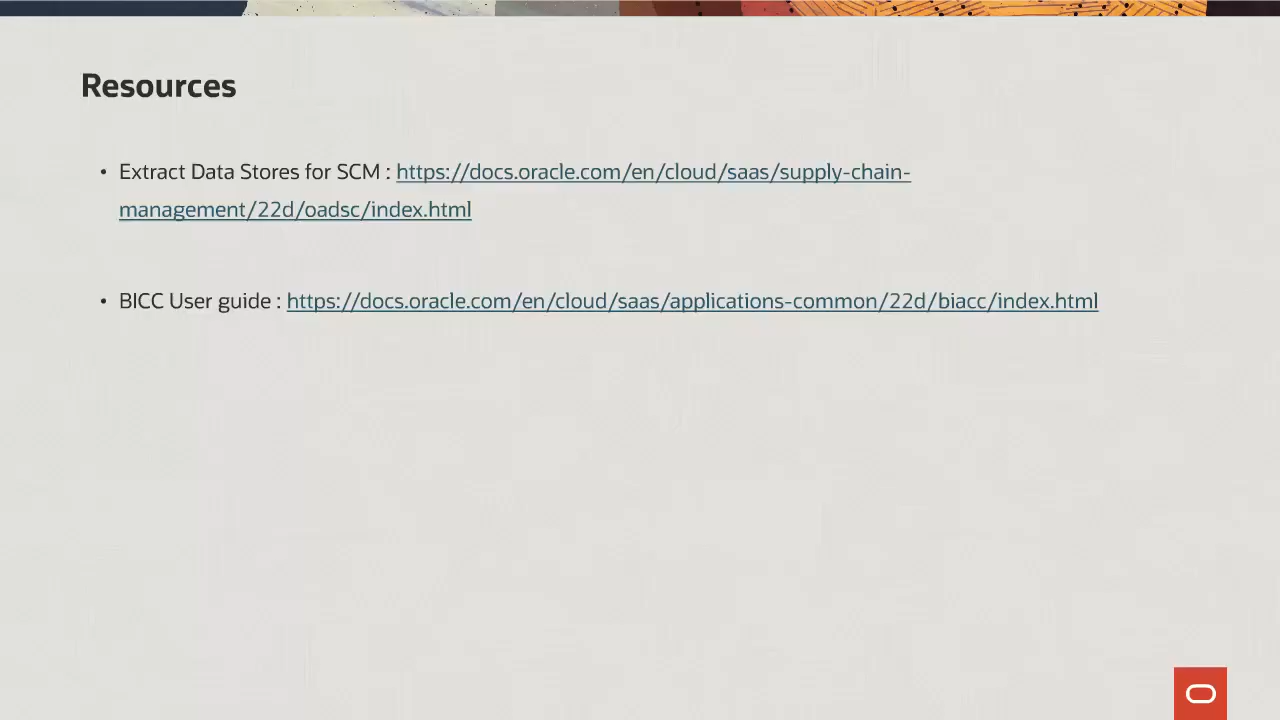 Resources
• Extract Data Stores for SCM : https://docs.oracle.com/en/cloud/saas/supply-chain-
management/22d/oadsc/index.html
• BICC User guide : https://docs.oracle.com/en/cloud/saas/applications-common/22d/biacc/index.html